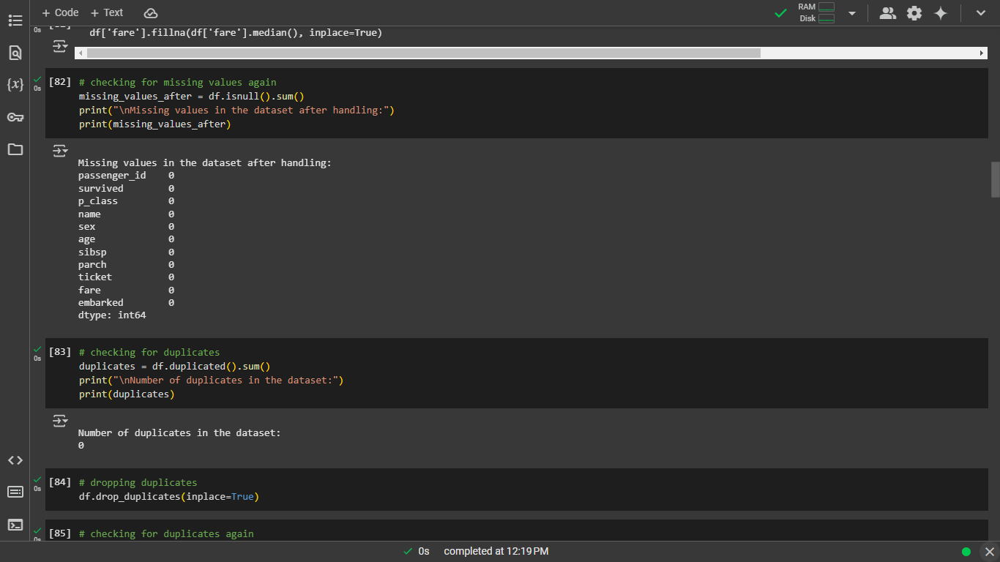 + Code + Text
RAM
Disk
0s
df['fare'].fillna(df['fare'].median(), inplace=True)
[82] # checking for missing values again
0s
missing_values_after = df.isnull().sum()
print("\nMissing values in the dataset after handling:")
print(missing_values_after)
Missing values in the dataset after handling:
passenger_id 0
survived 0
p_class 0
name 0
sex 0
age 0
sibsp 0
parch 0
ticket 0
fare 0
embarked 0
dtype: int64
[83] # checking for duplicates
0s
duplicates = df.duplicated().sum()
print("\nNumber of duplicates in the dataset:")
print(duplicates)
Number of duplicates in the dataset:
0
[84] # dropping duplicates
0s
df.drop_duplicates(inplace=True)
[85] # checking for duplicates again
0s
0s completed at 12:19 PM